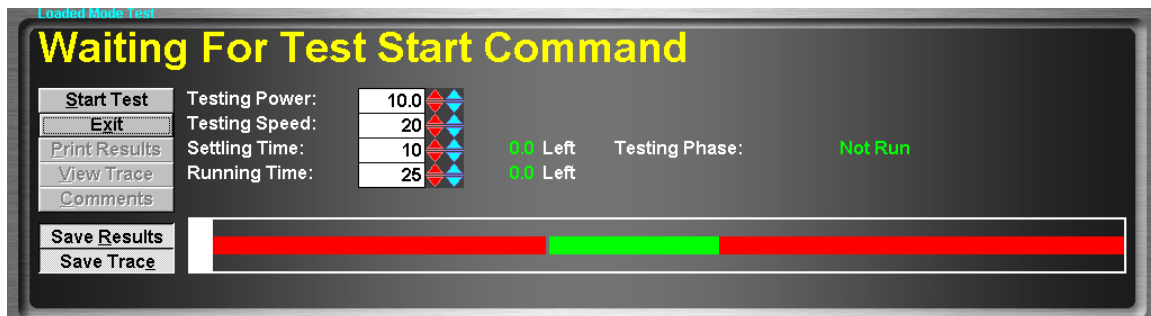 Loaded Mode Test
Waiting For Test Start Command
Start Test Testing Power: 10.0
Exit Testing Speed: 20
Print Results Settling Time: 10 0.0 Left Testing Phase: Not Run
View Trace Running Time: 25 0.0 Left
Comments
Save Results
Save Trace